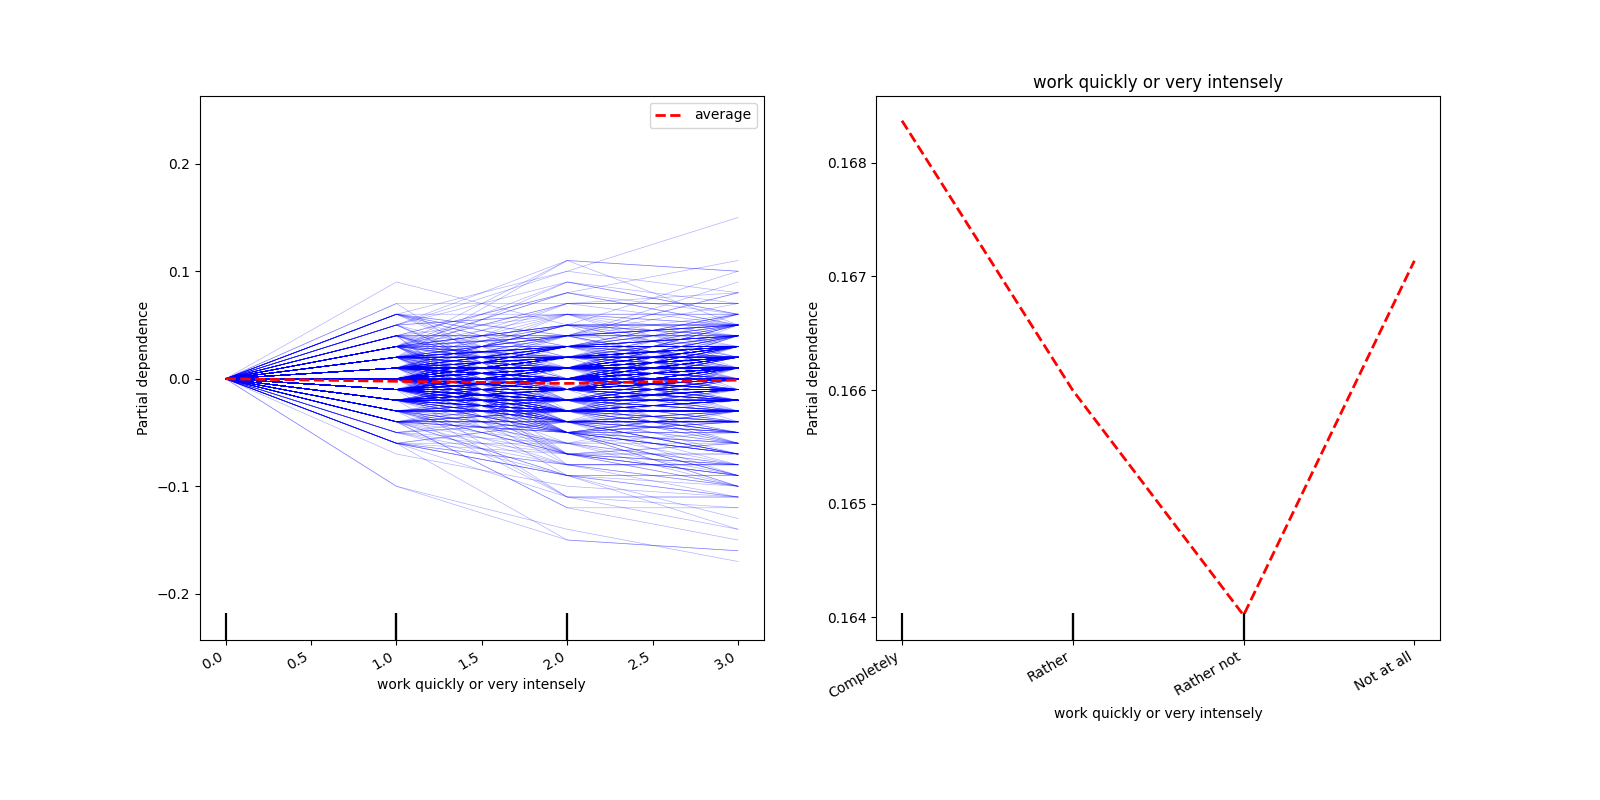 average
0.2
0.1
0.0
−0.1
−0.2
Partial dependence
0.0
0.5
1.0
1.5
2.0
2.5
3.0
work quickly or very intensely
work quickly or very intensely
0.168
0.167
0.166
0.165
0.164
Partial dependence
Completely
Rather
Rather not
Not at all
work quickly or very intensely